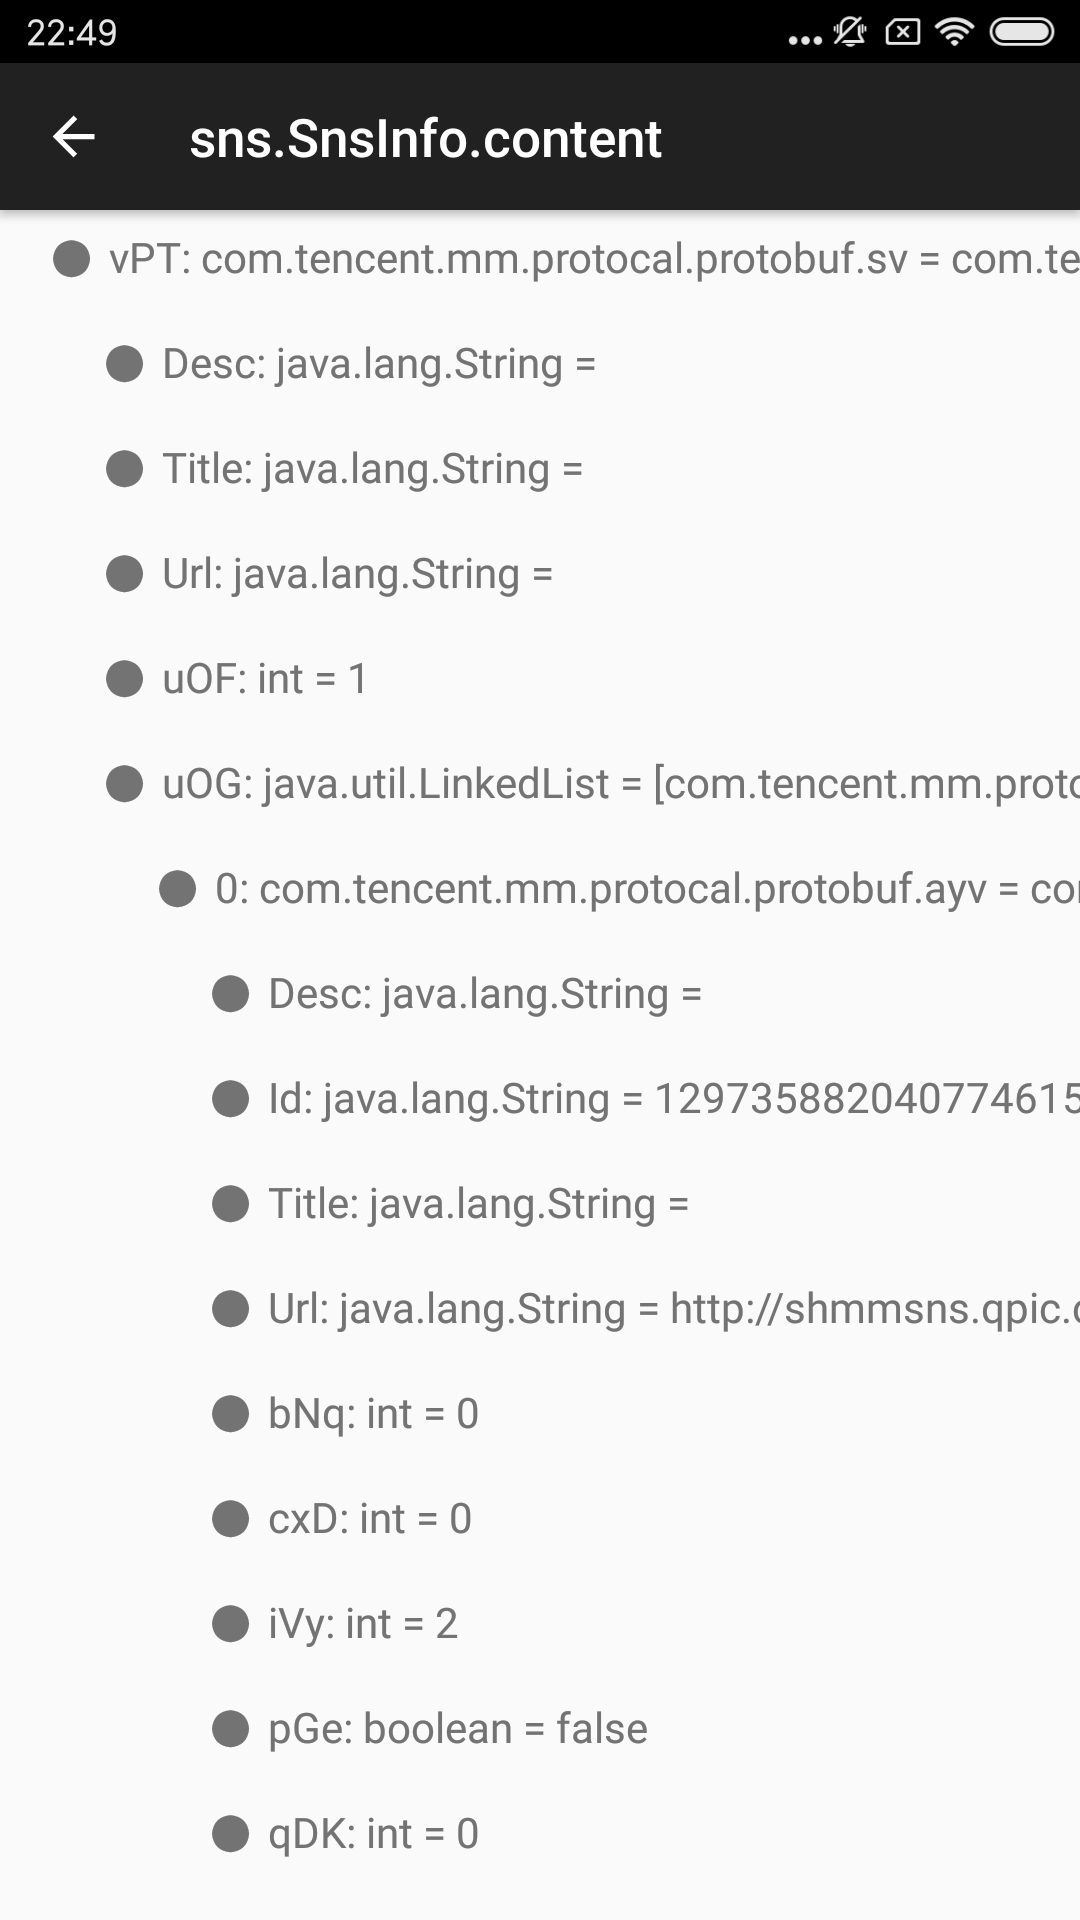 22:49
sns.SnsInfo.content
vPT: com.tencent.mm.protocal.protobuf.sv = com.te
Desc: java.lang.String =
Title: java.lang.String =
Url: java.lang.String =
uOF: int = 1
uOG: java.util.LinkedList = [com.tencent.mm.proto
0: com.tencent.mm.protocal.protobuf.ayv = co
Desc: java.lang.String =
Id: java.lang.String = 129735882040774615
Title: java.lang.String =
Url: java.lang.String = http://shmmsns.qpic.c
bNq: int = 0
cxD: int = 0
iVy: int = 2
pGe: boolean = false
qDK: int = 0